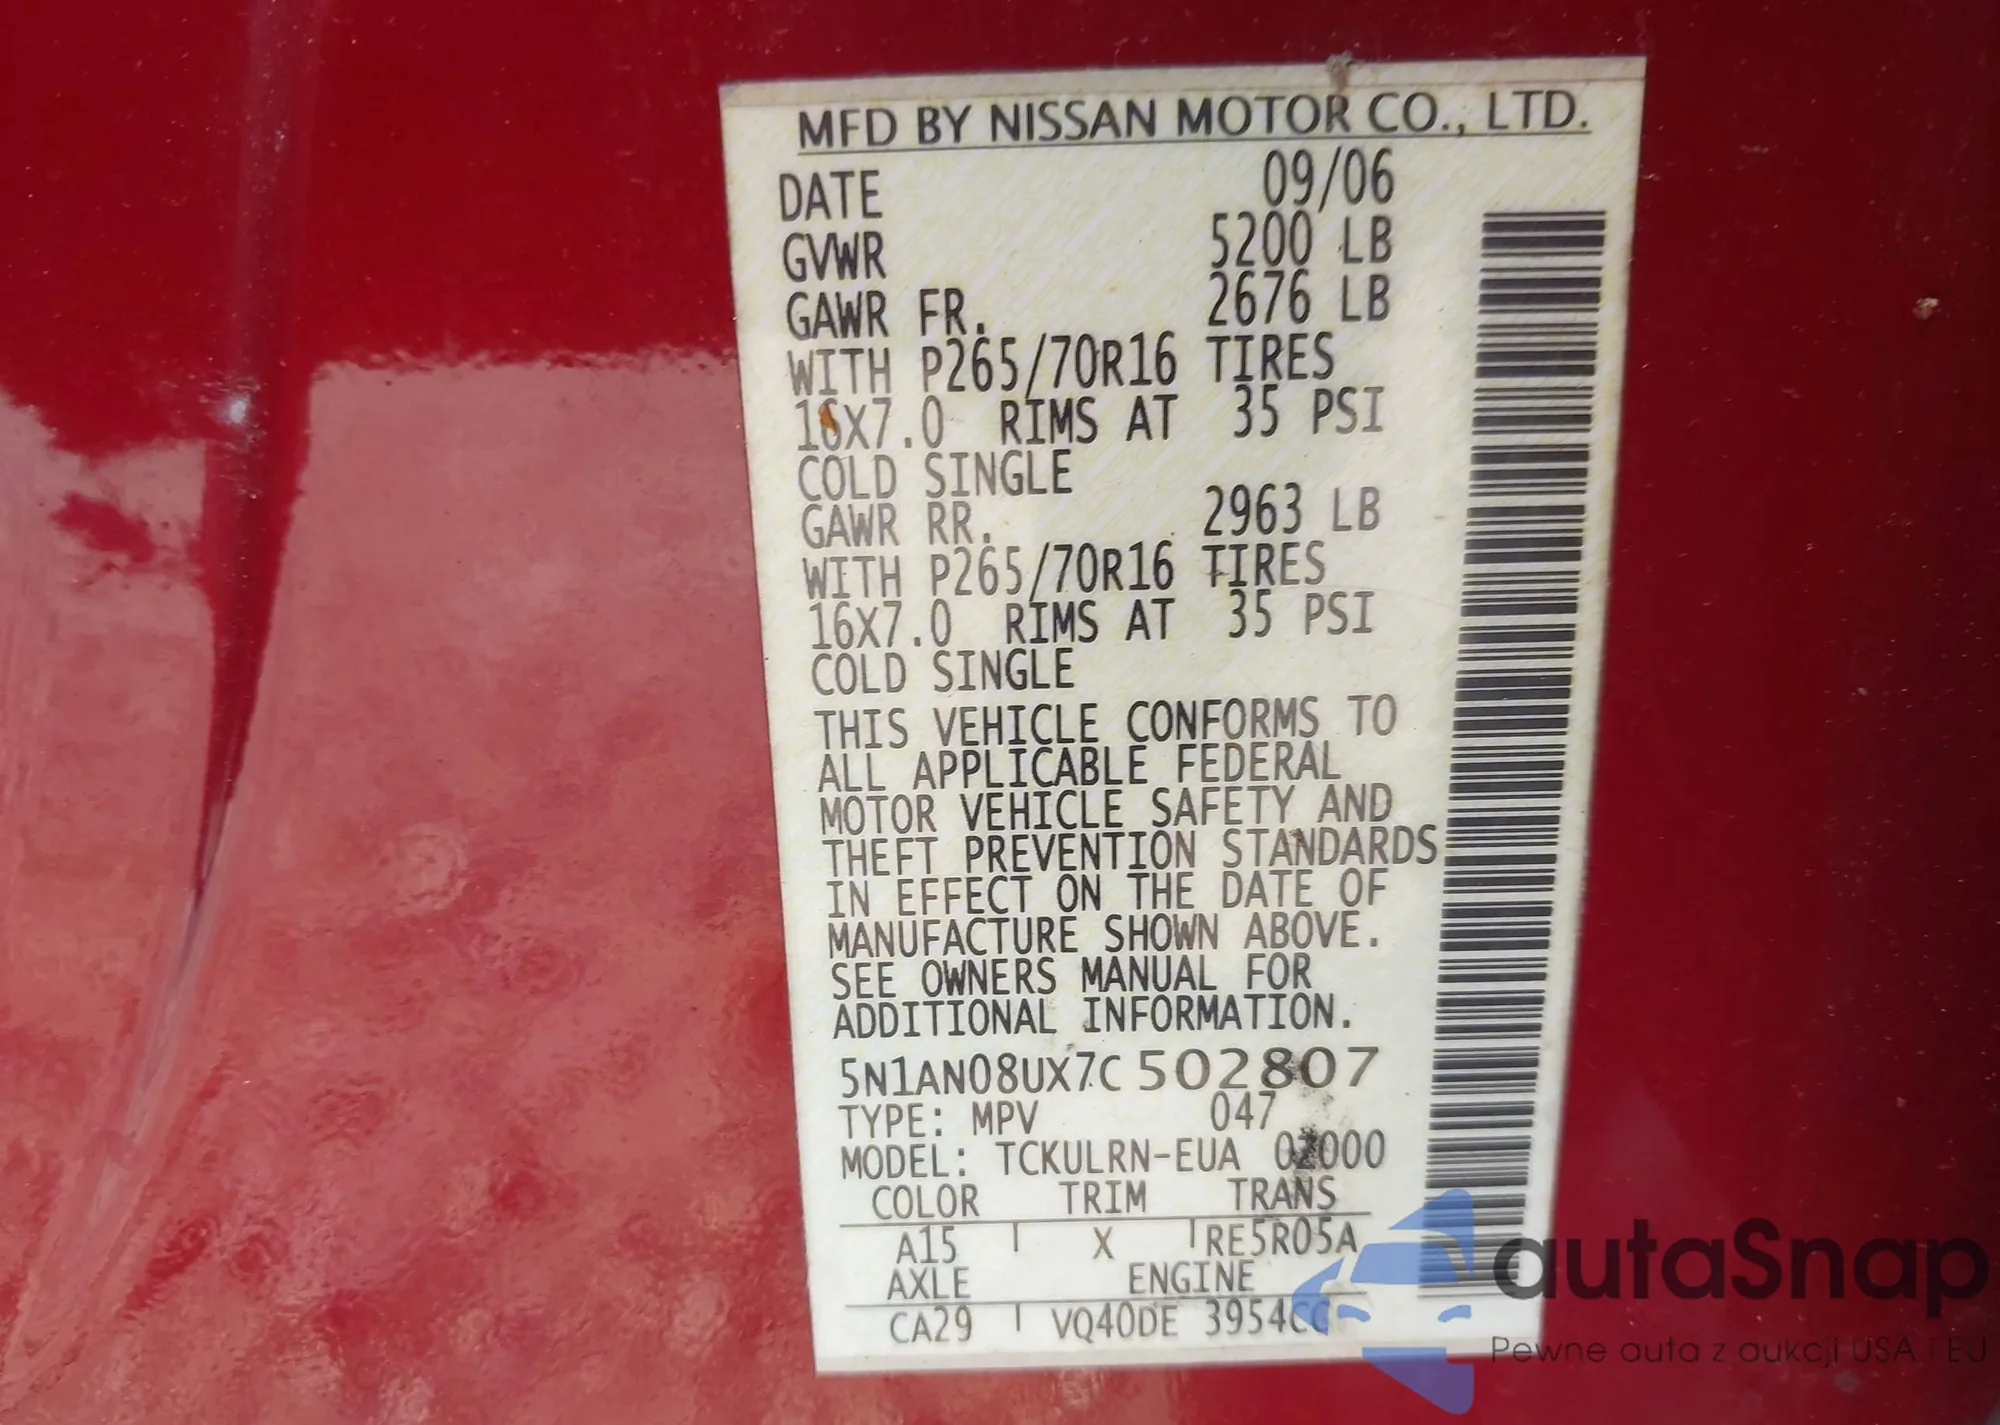 MFD BY NISSAN MOTOR CO., LTD.
DATE 09/06
GVWR 5200 LB
GAWR FR. 2676 LB
WITH P265/70R16 TIRES
16X7.0 RIMS AT 35 PSI
COLD SINGLE
GAWR RR. 2963 LB
WITH P265/70R16 TIRES
16X7.0 RIMS AT 35 PSI
COLD SINGLE
THIS VEHICLE CONFORMS TO
ALL APPLICABLE FEDERAL
MOTOR VEHICLE SAFETY AND
THEFT PREVENTION STANDARDS
IN EFFECT ON THE DATE OF
MANUFACTURE SHOWN ABOVE.
SEE OWNERS MANUAL FOR
ADDITIONAL INFORMATION.
5N1AN08UX7C502807
TYPE: MPV 047
MODEL: TCKULRN-EUA 02000
COLOR TRIM TRANS
A15 X RE5R05A
AXLE ENGINE
CA29 VQ40DE 3954CC
autaSnap
Pewne auta z aukcji USA i EU